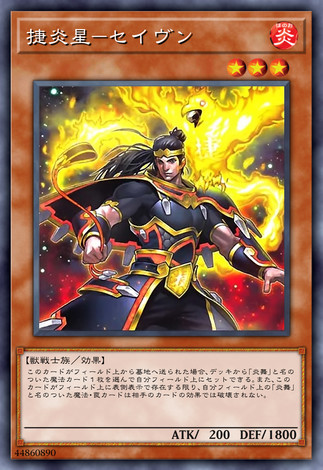 捷炎星－セイヴン
炎
ほのお
【獣戦士族／効果】
このカードがフィールド上から墓地へ送られた場合、デッキから「炎舞」と名の
ついた魔法カード１枚を選んで自分フィールド上にセットできる。また、このカ
ードがフィールド上に表側表示で存在する限り、自分フィールド上の「炎舞」
と名のついた魔法・罠カードは相手のカードの効果では破壊されない。
ATK/ 200 DEF/1800
44860890